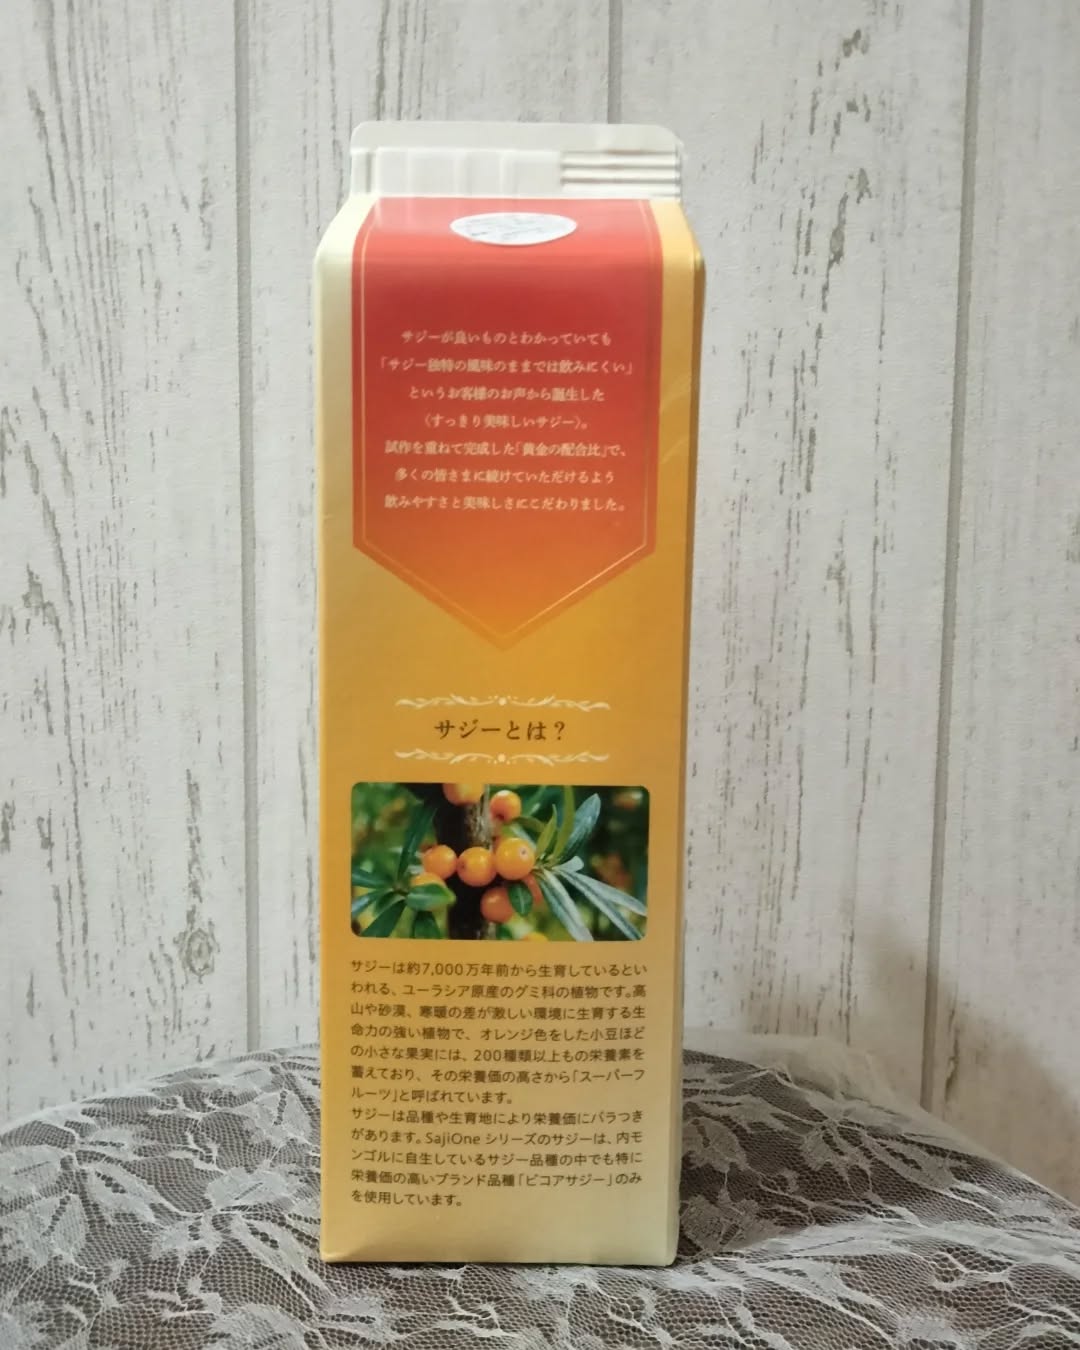 サジーが良いものとわかっていても
「サジー独特の風味のままでは飲みにくい」
というお客様のお声から誕生した
〈すっきり美味しいサジー〉。
試作を重ねて完成した「黄金の配合比」で、
多くの皆さまに続けていただけるよう
飲みやすさと美味しさにこだわりました。
サジーとは？
サジーは約7,000万年前から生育しているとい
われる、ユーラシア原産のグミ科の植物です。高
山や砂漠、寒暖の差が激しい環境に生育する生
命力の強い植物で、オレンジ色をした小豆ほど
の小さな果実には、200種類以上もの栄養素を
蓄えており、その栄養価の高さから「スーパーフ
ルーツ」と呼ばれています。
サジーは品種や生育地により栄養価にバラつき
があります。SajiOneシリーズのサジーは、内モ
ンゴルに自生しているサジー品種の中でも特に
栄養価の高いブランド品種「ビコアサジー」のみ
を使用しています。